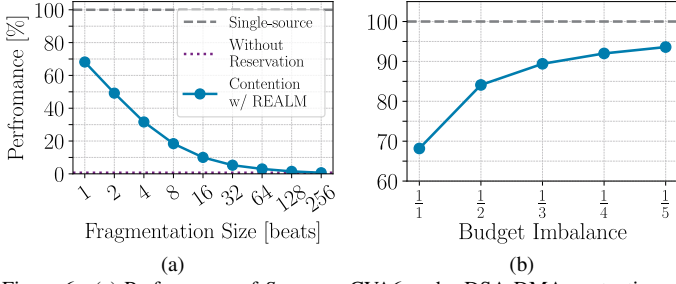 100
80
60
40
20
0
Perfromance [%]
Single-source
Without
Reservation
Contention
w/ REALM
1 2 4 8 16 32 64 128 256
Fragmentation Size [beats]
(a)
100
90
80
70
60
1/1 1/2 1/3 1/4 1/5
Budget Imbalance
(b)